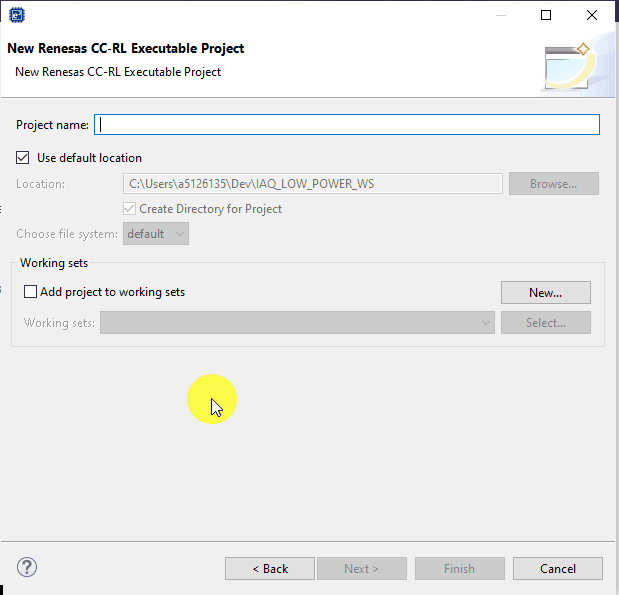 New Renesas CC-RL Executable Project
New Renesas CC-RL Executable Project
Project name:
Use default location
Location: C:\Users\a5126135\Dev\IAQ_LOW_POWER_WS Browse...
Create Directory for Project
Choose file system: default
Working sets
Add project to working sets New...
Working sets: Select...
? < Back Next > Finish Cancel